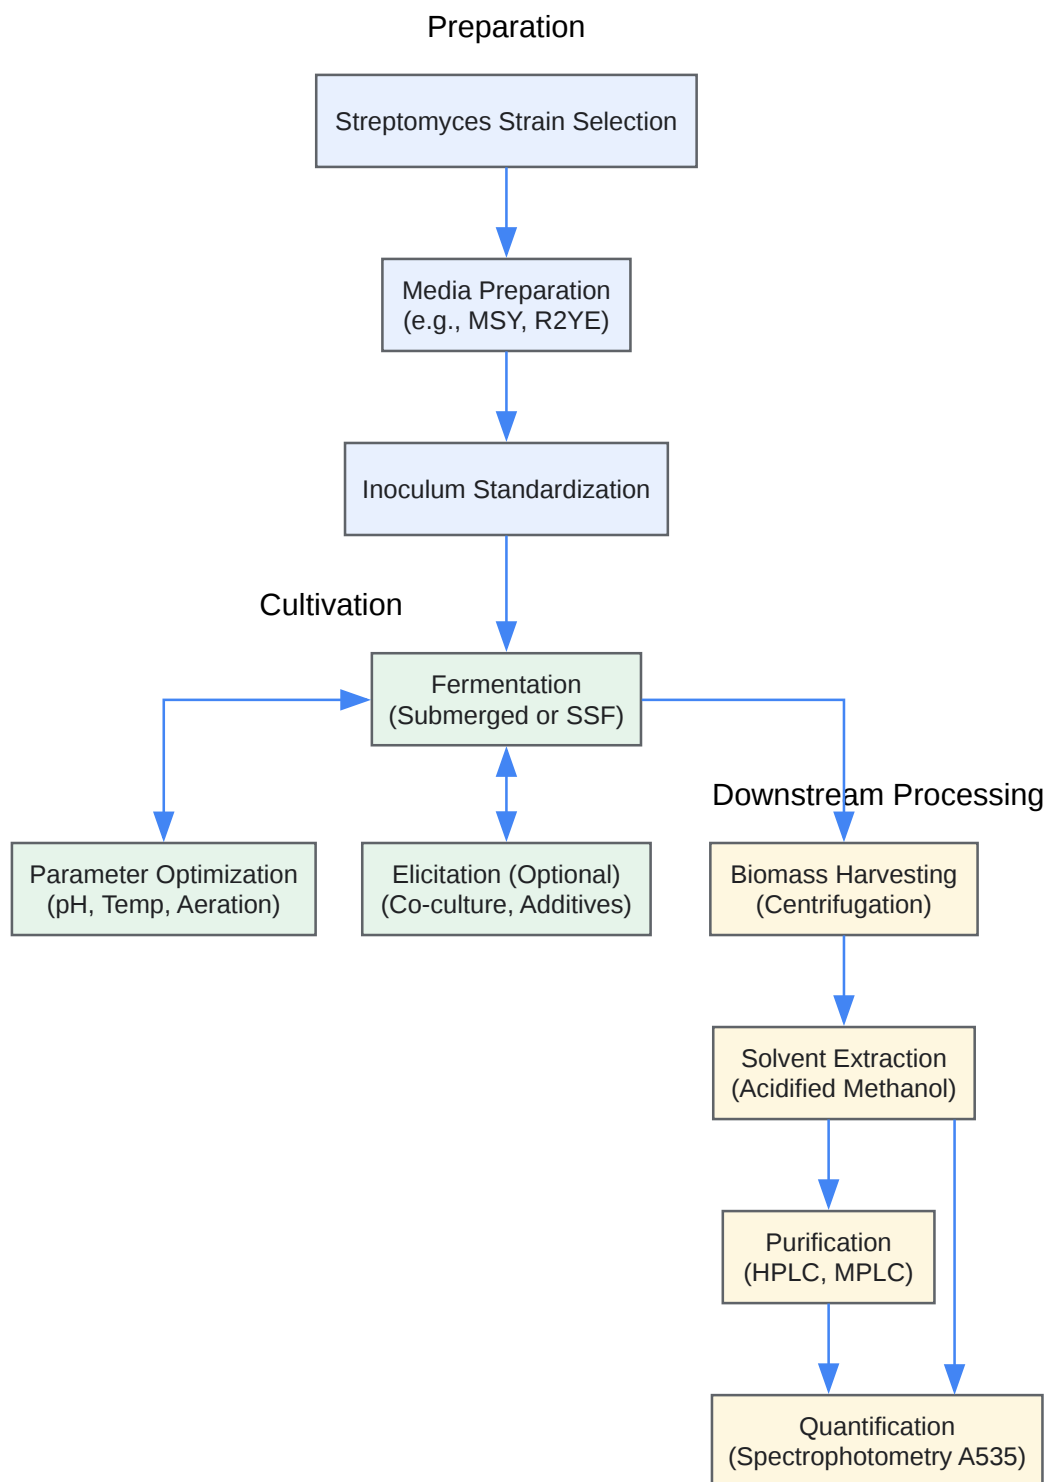 Preparation
Streptomyces Strain Selection
Media Preparation
(e.g., MSY, R2YE)
Inoculum Standardization
Cultivation
Fermentation
(Submerged or SSF)
Downstream Processing
Parameter Optimization
(pH, Temp, Aeration)
Elicitation (Optional)
(Co-culture, Additives)
Biomass Harvesting
(Centrifugation)
Solvent Extraction
(Acidified Methanol)
Purification
(HPLC, MPLC)
Quantification
(Spectrophotometry A535)